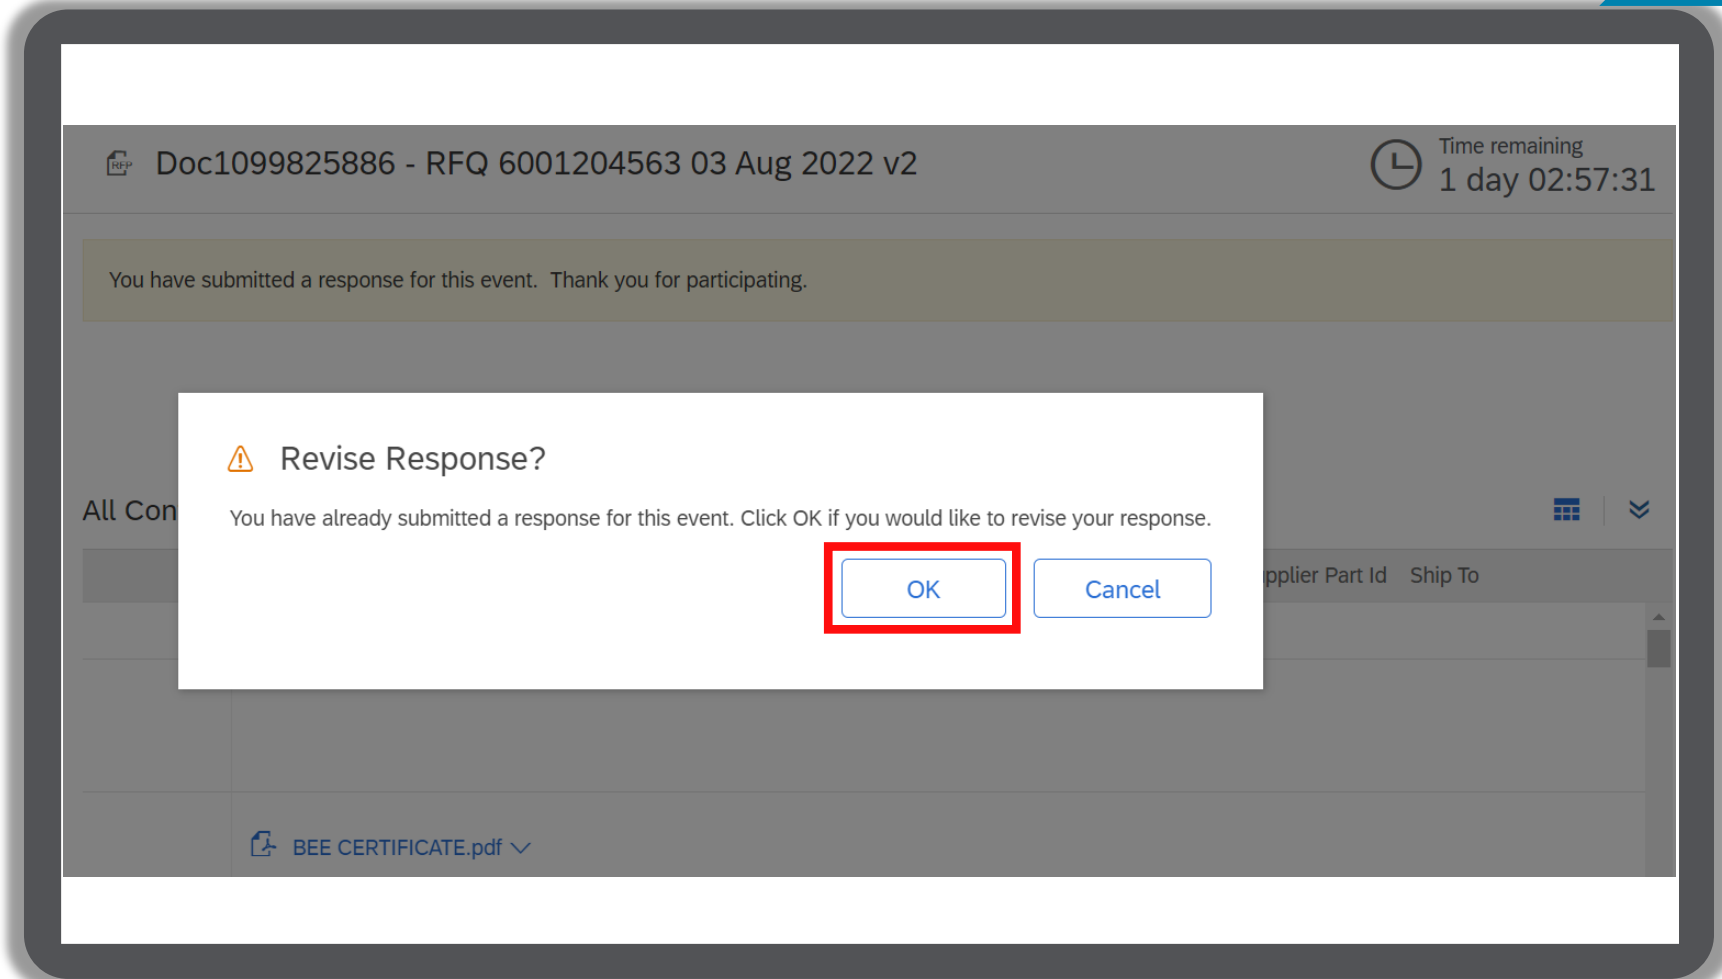 RFP
Doc1099825886 - RFQ 6001204563 03 Aug 2022 v2
Time remaining
1 day 02:57:31
You have submitted a response for this event.  Thank you for participating.
Revise Response?
You have already submitted a response for this event. Click OK if you would like to revise your response.
OK
Cancel
All Con
Part Id
Ship To
BEE CERTIFICATE.pdf